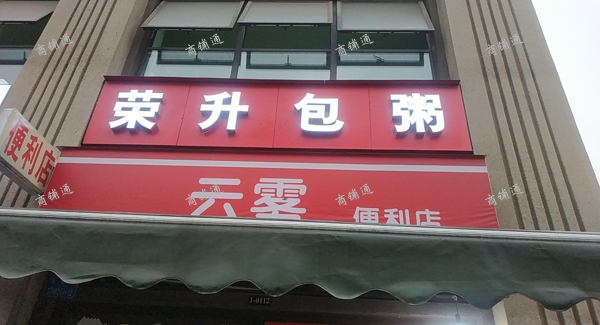 荣升包粥
便利店
云霁 便利店
1-0112
商铺通 商铺通 商铺通
商铺通 商铺通 商铺通